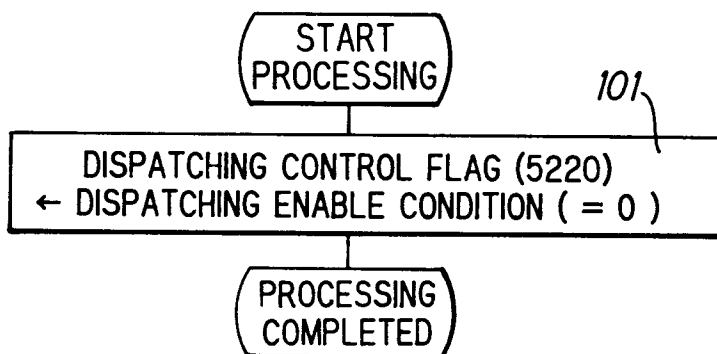 START
PROCESSING
101
DISPATCHING CONTROL FLAG (5220)
← DISPATCHING ENABLE CONDITION ( = 0 )
PROCESSING
COMPLETED